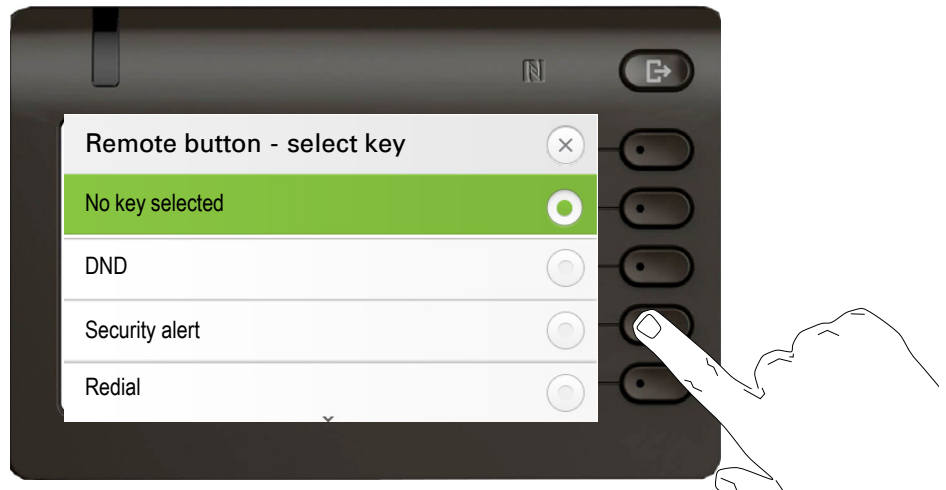 Remote button - select key
No key selected
DND
Security alert
Redial